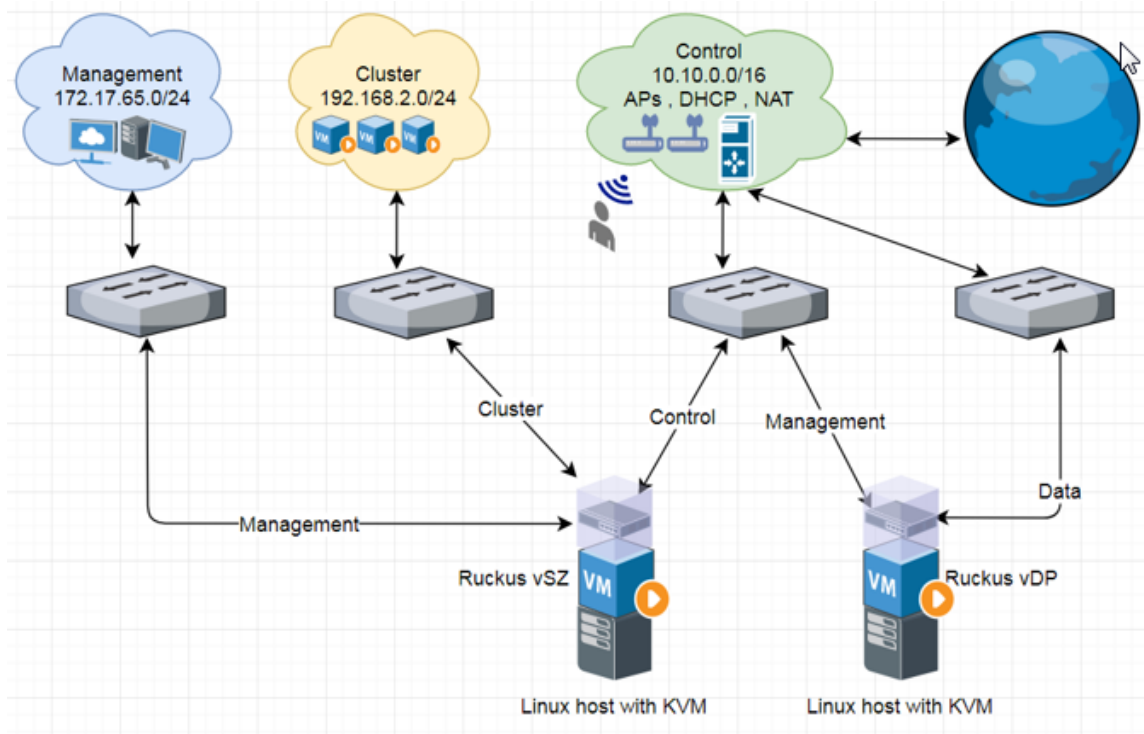 Management
172.17.65.0/24
Cluster
192.168.2.0/24
VM
VM
VM
Control
10.10.0.0/16
APs , DHCP , NAT
Cluster
Control
Management
Data
Management
Ruckus vSZ
VM
VM
Ruckus vDP
Linux host with KVM
Linux host with KVM